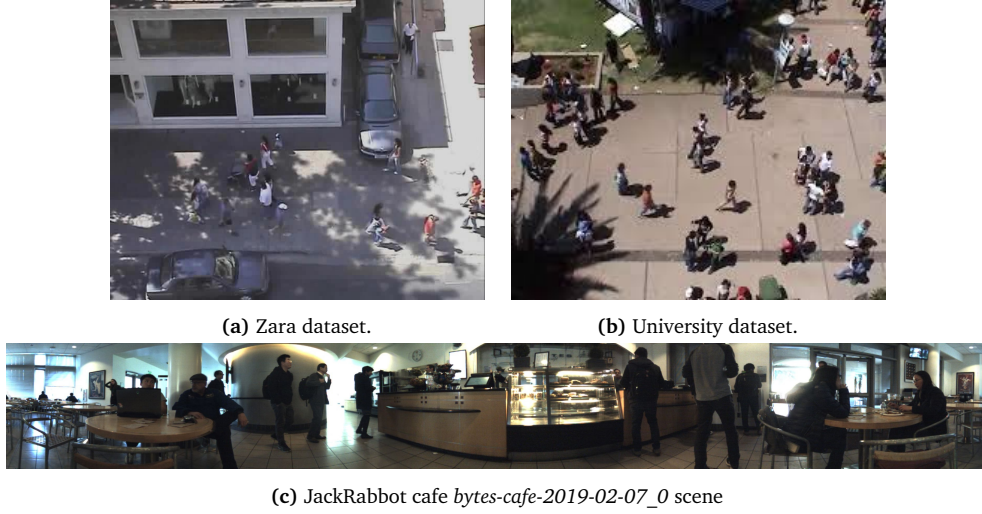 (a) Zara dataset.
(b) University dataset.
(c) JackRabbot cafe bytes-cafe-2019-02-07_0 scene